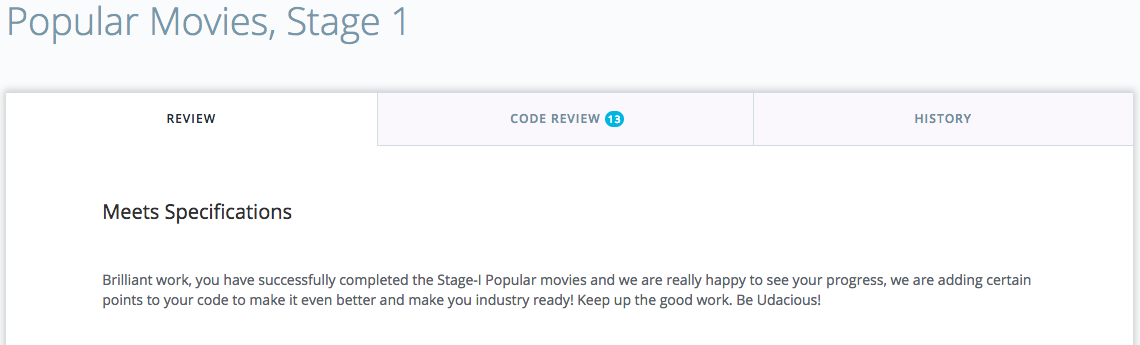 Popular Movies, Stage 1
REVIEW
CODE REVIEW 13
HISTORY
Meets Specifications
Brilliant work, you have successfully completed the Stage-I Popular movies and we are really happy to see your progress, we are adding certain
points to your code to make it even better and make you industry ready! Keep up the good work. Be Udacious!